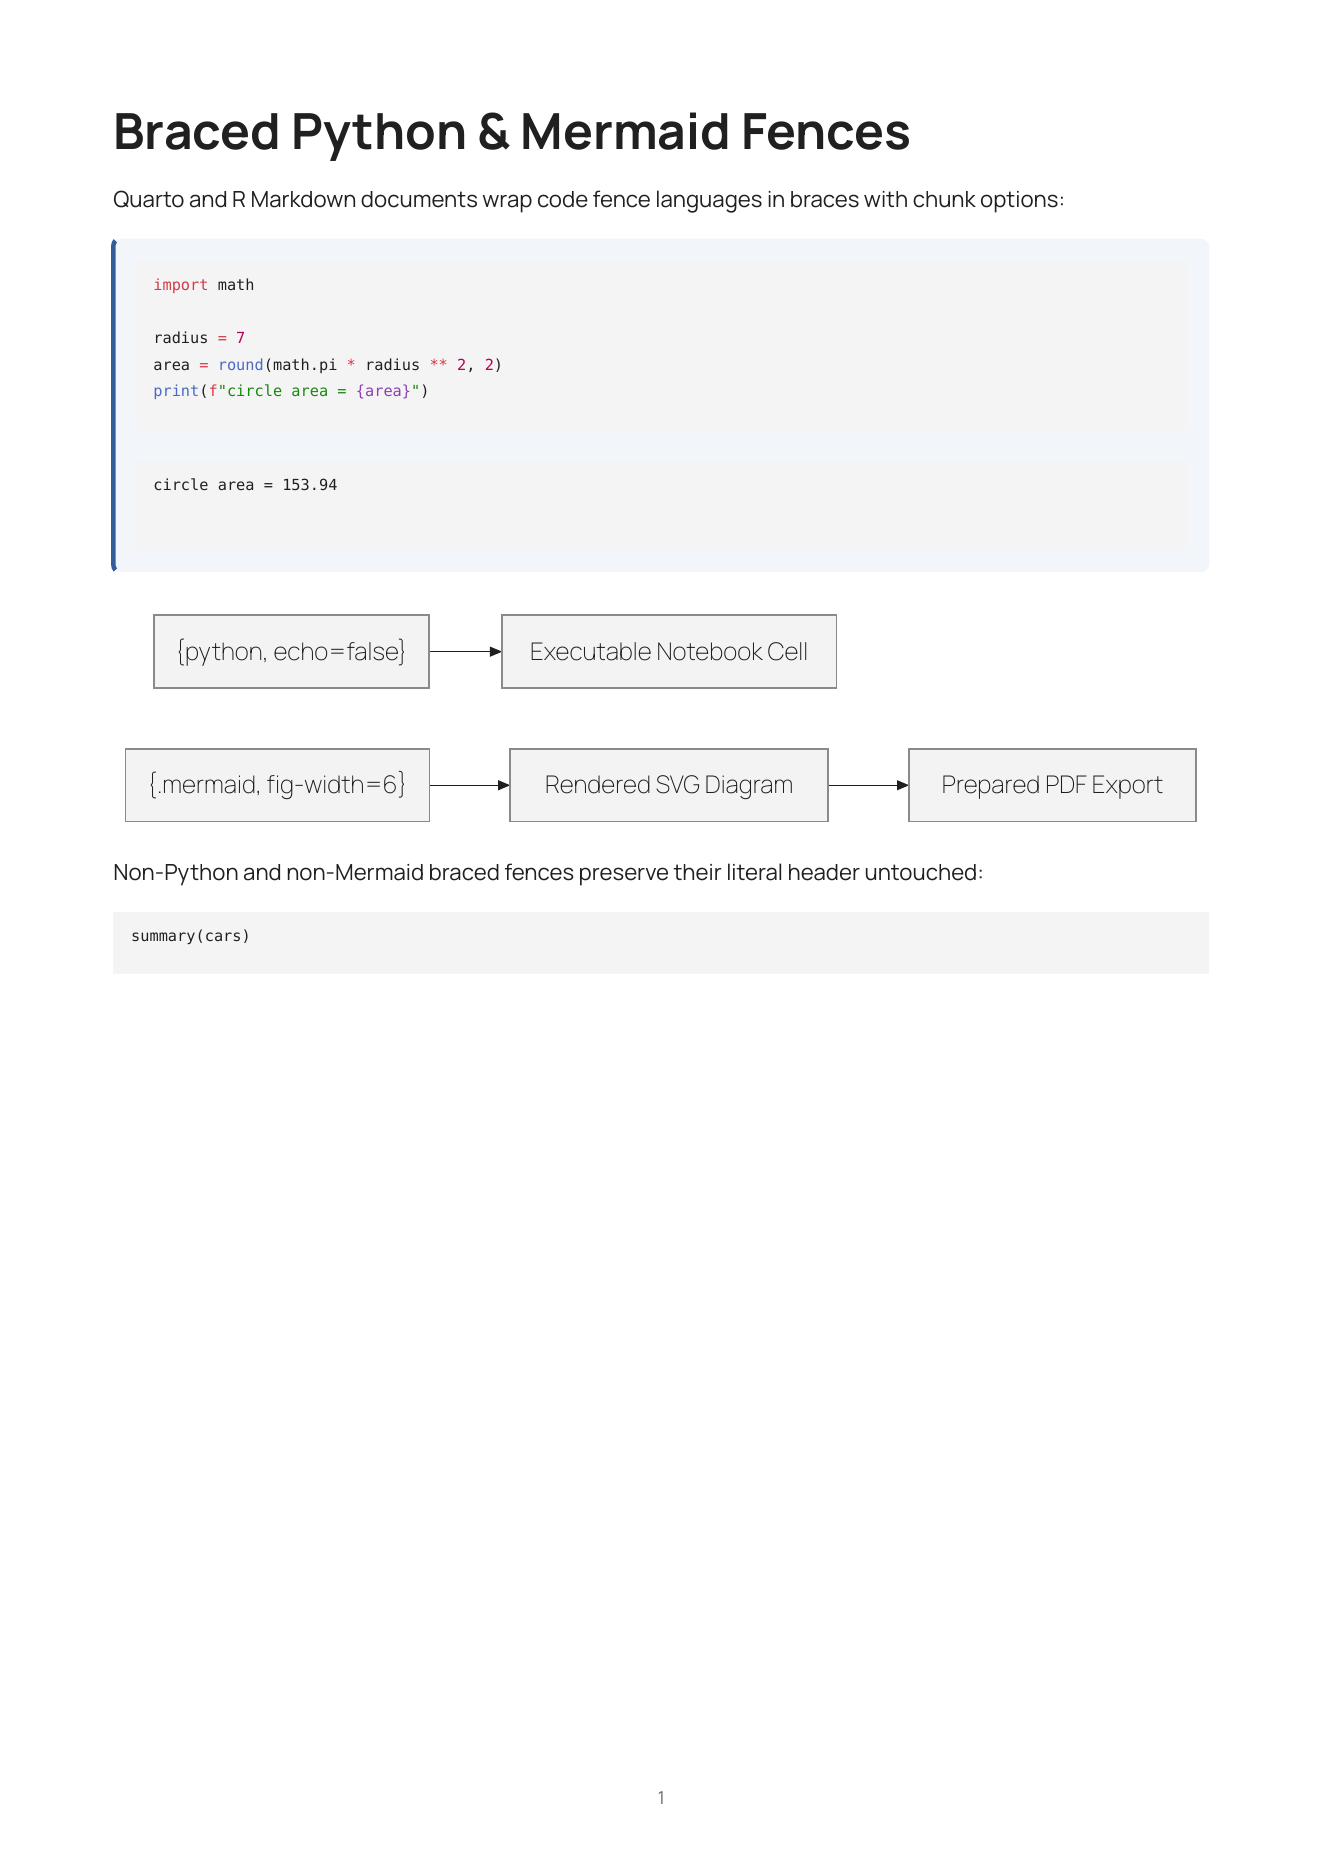 Braced Python & Mermaid Fences
Quarto and R Markdown documents wrap code fence languages in braces with chunk options:
import math
radius = 7
area = round(math.pi * radius ** 2, 2)
print(f"circle area = {area}")
circle area = 153.94
{python, echo=false} Executable Notebook Cell
{.mermaid, fig-width=6} Rendered SVG Diagram Prepared PDF Export
Non-Python and non-Mermaid braced fences preserve their literal header untouched:
summary(cars)
1